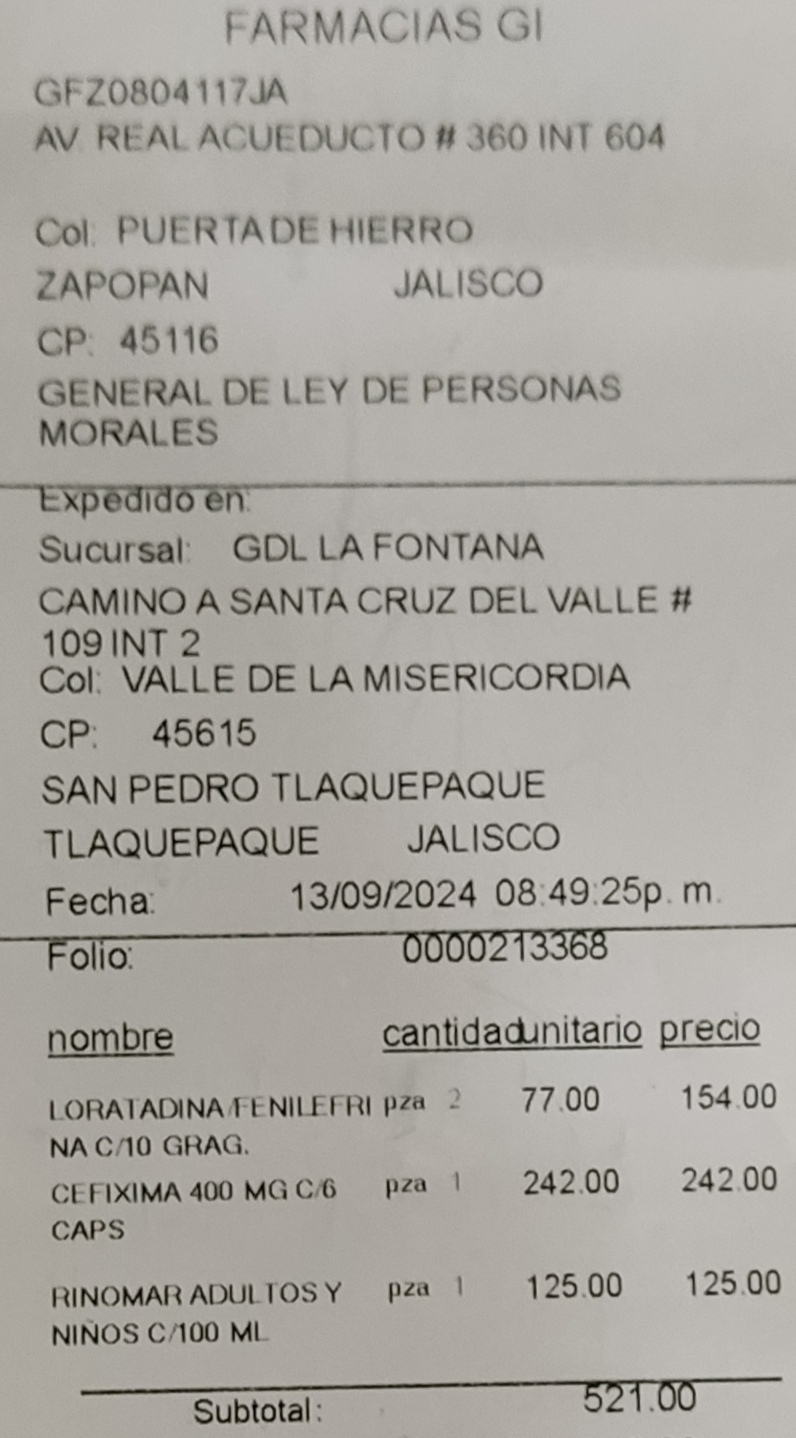 FARMACIAS GI
GFZ0804117JA
AV. REAL ACUEDUCTO # 360 INT 604
Col: PUERTA DE HIERRO
ZAPOPAN JALISCO
CP: 45116
GENERAL DE LEY DE PERSONAS
MORALES
Expedido en:
Sucursal: GDL LA FONTANA
CAMINO A SANTA CRUZ DEL VALLE #
109 INT 2
Col: VALLE DE LA MISERICORDIA
CP: 45615
SAN PEDRO TLAQUEPAQUE
TLAQUEPAQUE JALISCO
Fecha: 13/09/2024 08:49:25p. m.
Folio: 0000213368
nombre cantidad unitario precio
LORATADINA/FENILEFRI pza 2 77.00 154.00
NA C/10 GRAG.
CEFIXIMA 400 MG C/6 pza 1 242.00 242.00
CAPS
RINOMAR ADULTOS Y pza 1 125.00 125.00
NIÑOS C/100 ML
Subtotal: 521.00